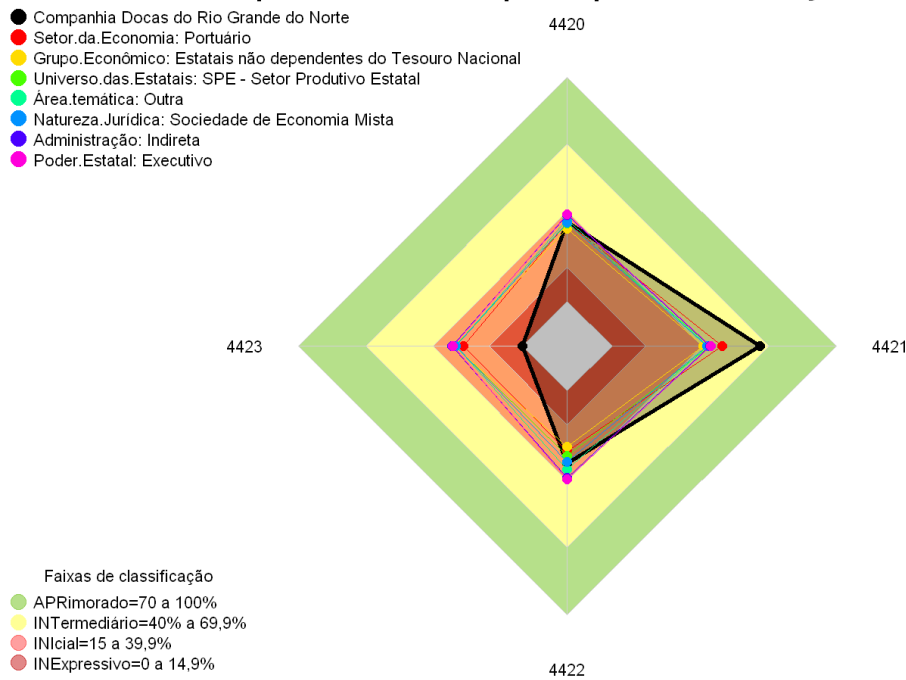 4420
Companhia Docas do Rio Grande do Norte
Setor.da.Economia: Portuário
Grupo.Econômico: Estatais não dependentes do Tesouro Nacional
Universo.das.Estatais: SPE - Setor Produtivo Estatal
Área.temática: Outra
Natureza.Jurídica: Sociedade de Economia Mista
Administração: Indireta
Poder.Estatal: Executivo
4423
4421
Faixas de classificação
APRimorado=70 a 100%
INTermediário=40% a 69,9%
INIcial=15 a 39,9%
INExpressivo=0 a 14,9%
4422